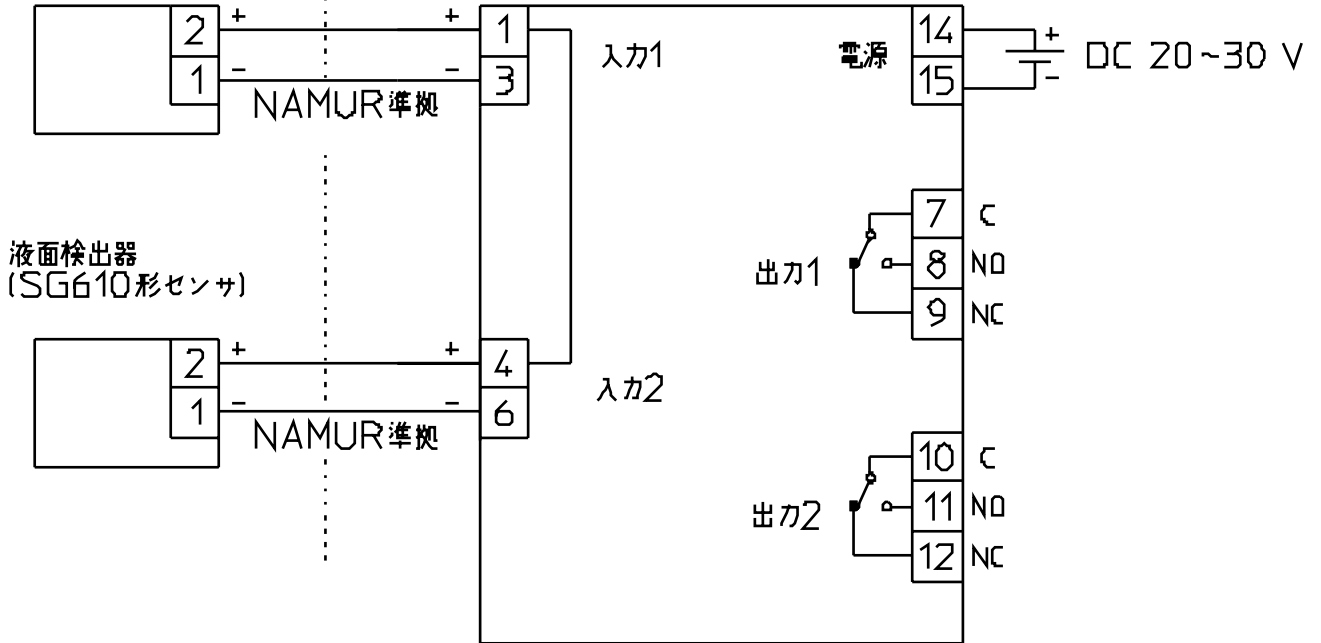 2 + + 1 入力1 電源 14 + DC 20~30 V
1 − − 3 15 −
NAMUR準拠
7 C
液面検出器
(SG610形センサ)
出力1 8 NO
9 NC
2 + + 4
入力2
1 − − 6
NAMUR準拠
10 C
出力2 11 NO
12 NC